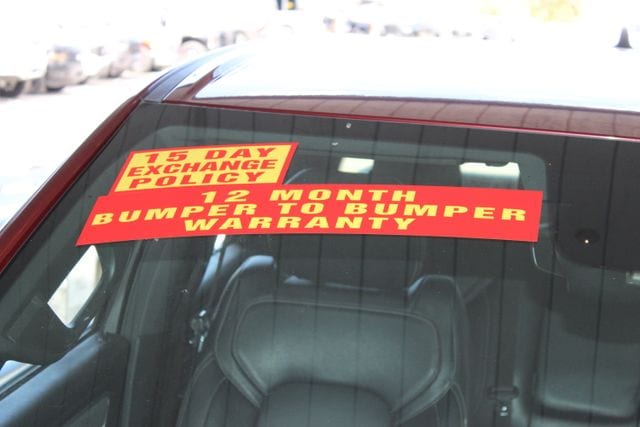 15 DAY
EXCHANGE
POLICY
12 MONTH
BUMPER TO BUMPER
WARRANTY